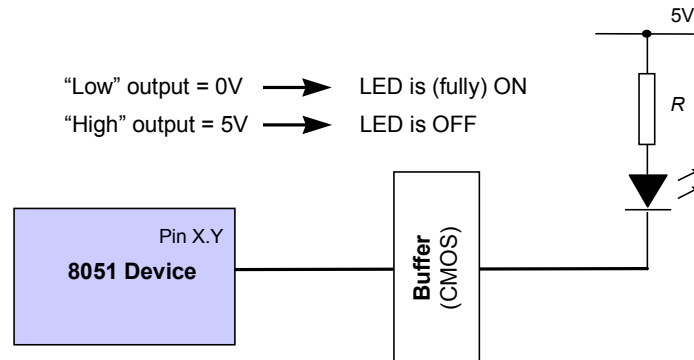 5V
“Low” output = 0V LED is (fully) ON
“High” output = 5V LED is OFF
R
Pin X.Y
8051 Device
Buffer
(CMOS)